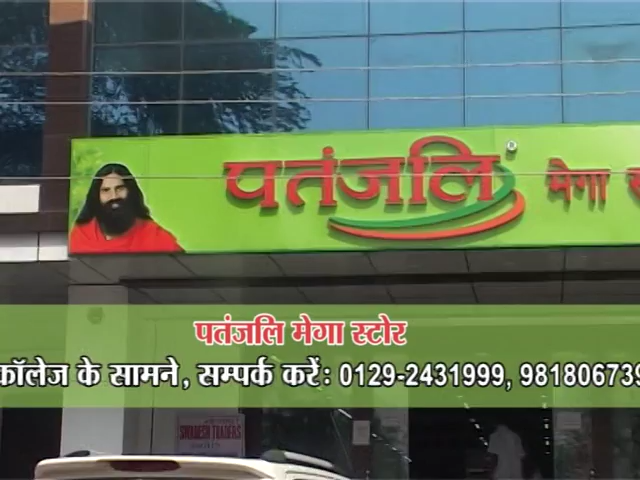 पतंजलि® मेगा
पतंजलि मेगा स्टोर
कॉलेज के सामने, सम्पर्क करें: 0129-2431999, 981806739
SWADESH TRADERS